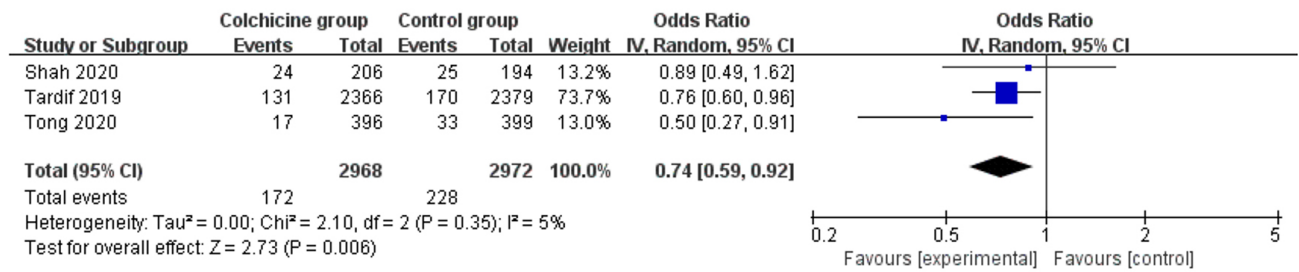 Colchicine group Control group Odds Ratio Odds Ratio
Study or Subgroup Events Total Events Total Weight IV, Random, 95% CI IV, Random, 95% CI
Shah 2020 24 206 25 194 13.2% 0.89 [0.49, 1.62]
Tardif 2019 131 2366 170 2379 73.7% 0.76 [0.60, 0.96]
Tong 2020 17 396 33 399 13.0% 0.50 [0.27, 0.91]
Total (95% CI) 2968 2972 100.0% 0.74 [0.59, 0.92]
Total events 172 228
Heterogeneity: Tau² = 0.00; Chi² = 2.10, df = 2 (P = 0.35); I² = 5%
Test for overall effect: Z = 2.73 (P = 0.006)
0.2 0.5 1 2 5
Favours [experimental] Favours [control]